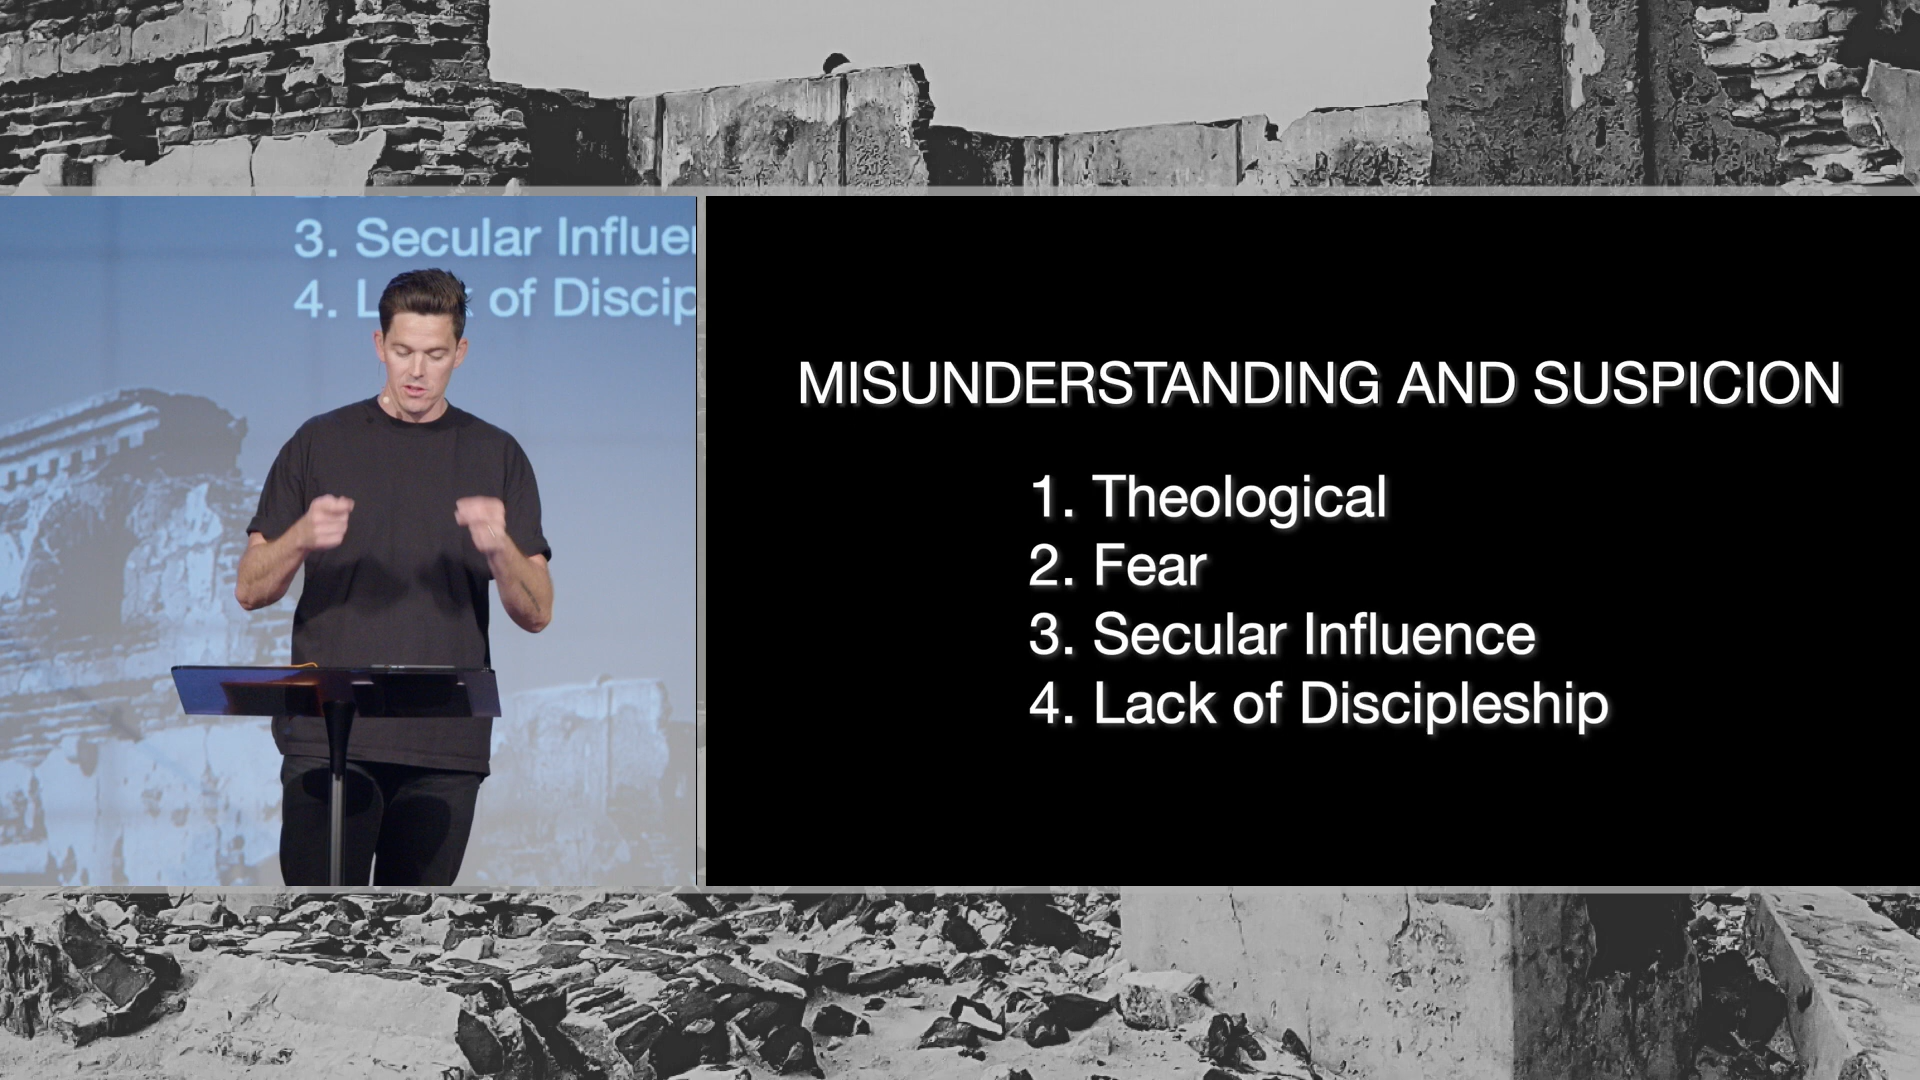 3. Secular Influe
4. L k of Discip
MISUNDERSTANDING AND SUSPICION
1. Theological
2. Fear
3. Secular Influence
4. Lack of Discipleship